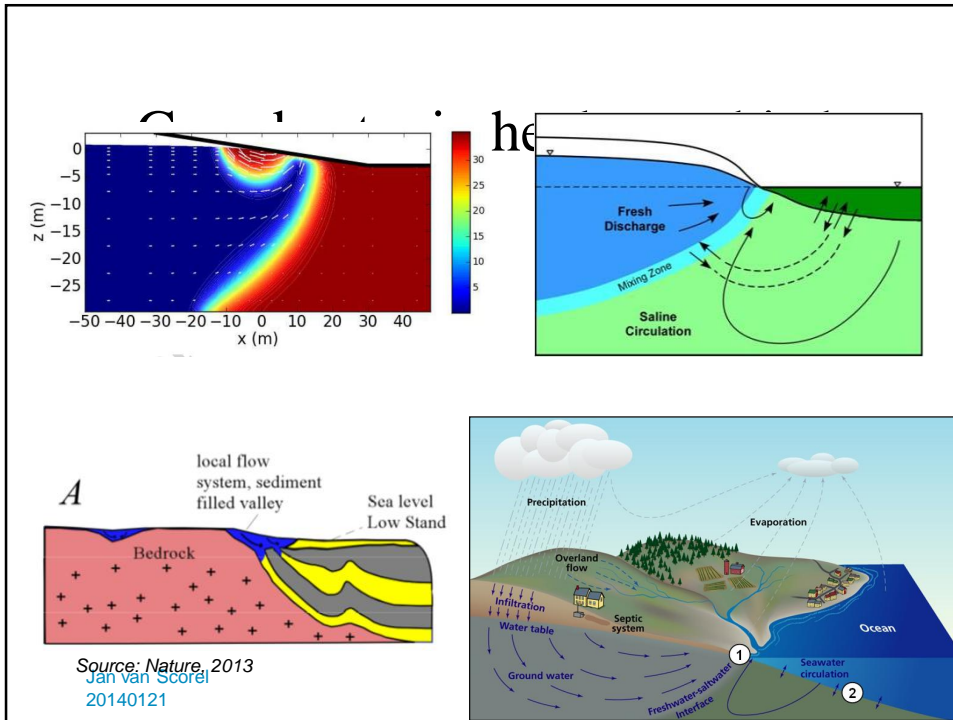 he
0
−5
−10
−15
−20
−25
z (m)
−50 −40 −30 −20 −10 0 10 20 30 40
x (m)
30
25
20
15
10
5
Fresh
Discharge
Mixing Zone
Saline
Circulation
A
local flow
system, sediment
filled valley
Sea level
Low Stand
Bedrock
Source: Nature, 2013
Jan van Scorel
20140121
Precipitation
Evaporation
Overland
flow
Infiltration
Septic
system
Water table
Ocean
Ground water
Freshwater-saltwater
Interface
1
Seawater
circulation
2